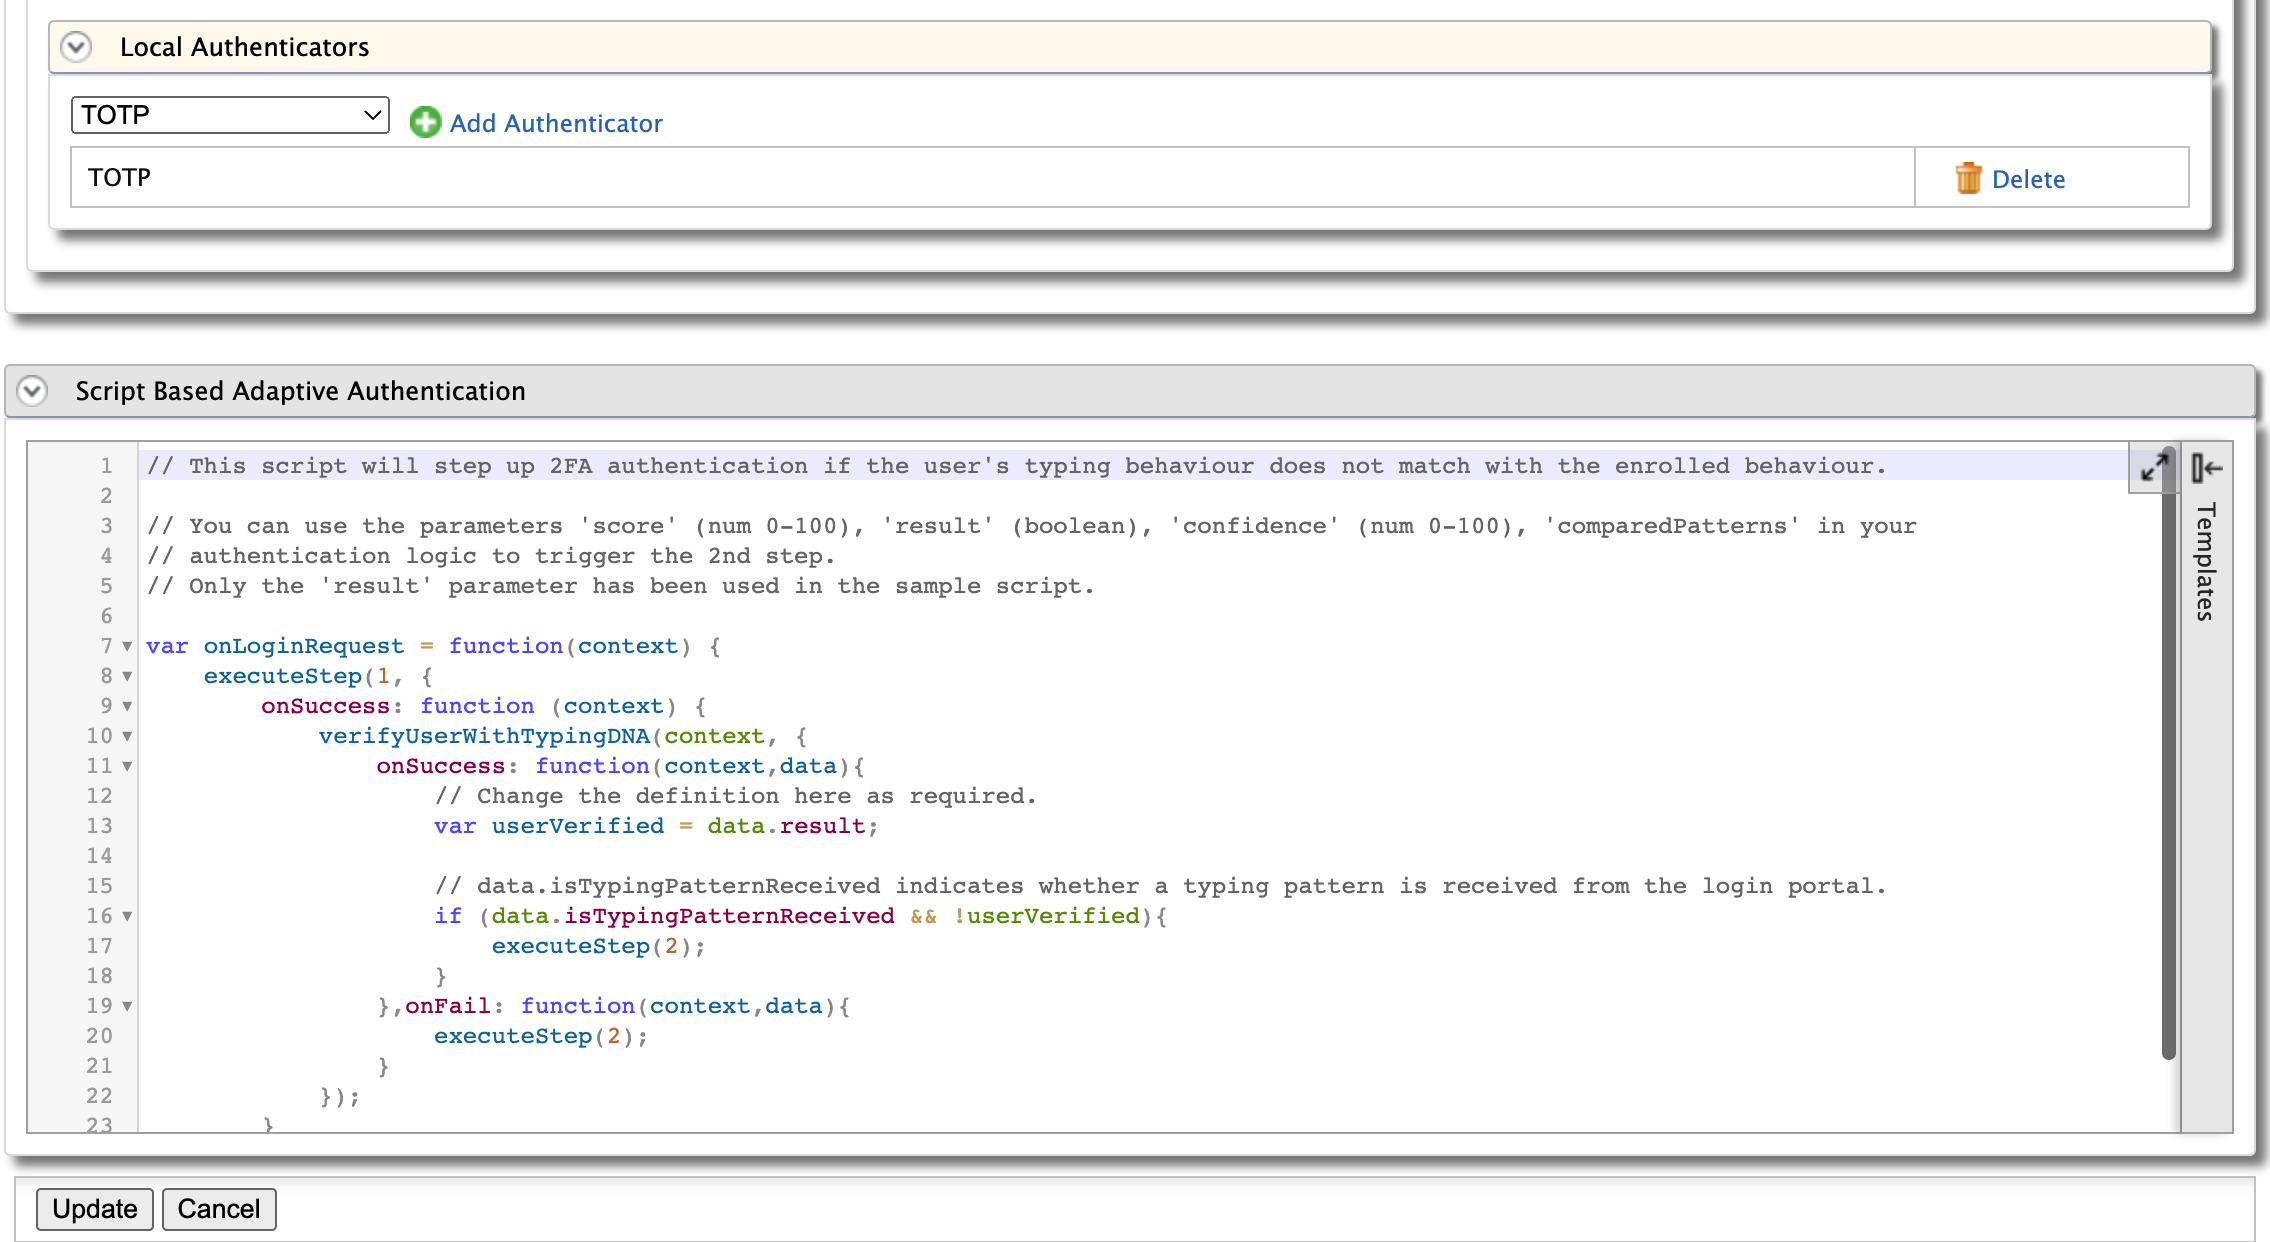 Local Authenticators
TOTP Add Authenticator
TOTP Delete
Script Based Adaptive Authentication
Templates
1 // This script will step up 2FA authentication if the user's typing behaviour does not match with the enrolled behaviour.
2
3 // You can use the parameters 'score' (num 0-100), 'result' (boolean), 'confidence' (num 0-100), 'comparedPatterns' in your
4 // authentication logic to trigger the 2nd step.
5 // Only the 'result' parameter has been used in the sample script.
6
7 var onLoginRequest = function(context) {
8     executeStep(1, {
9         onSuccess: function (context) {
10             verifyUserWithTypingDNA(context, {
11                 onSuccess: function(context,data){
12                     // Change the definition here as required.
13                     var userVerified = data.result;
14
15                     // data.isTypingPatternReceived indicates whether a typing pattern is received from the login portal.
16                     if (data.isTypingPatternReceived && !userVerified){
17                         executeStep(2);
18                     }
19                 },onFail: function(context,data){
20                     executeStep(2);
21                 }
22             });
23         }
Update Cancel